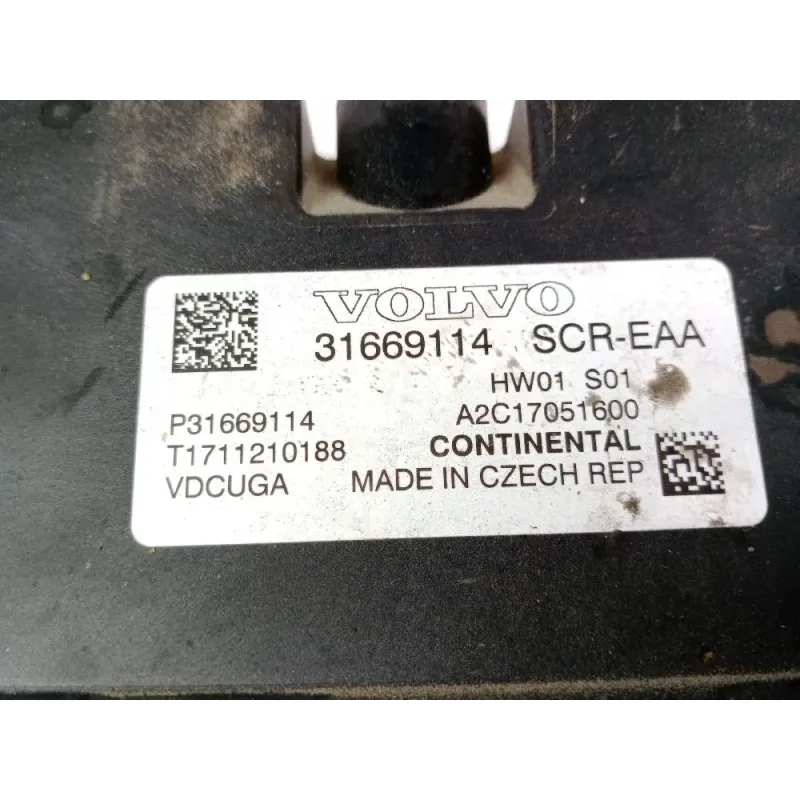 VOLVO
31669114 SCR-EAA
HW01 S01
P31669114 A2C17051600
T1711210188 CONTINENTAL
VDCUGA MADE IN CZECH REP